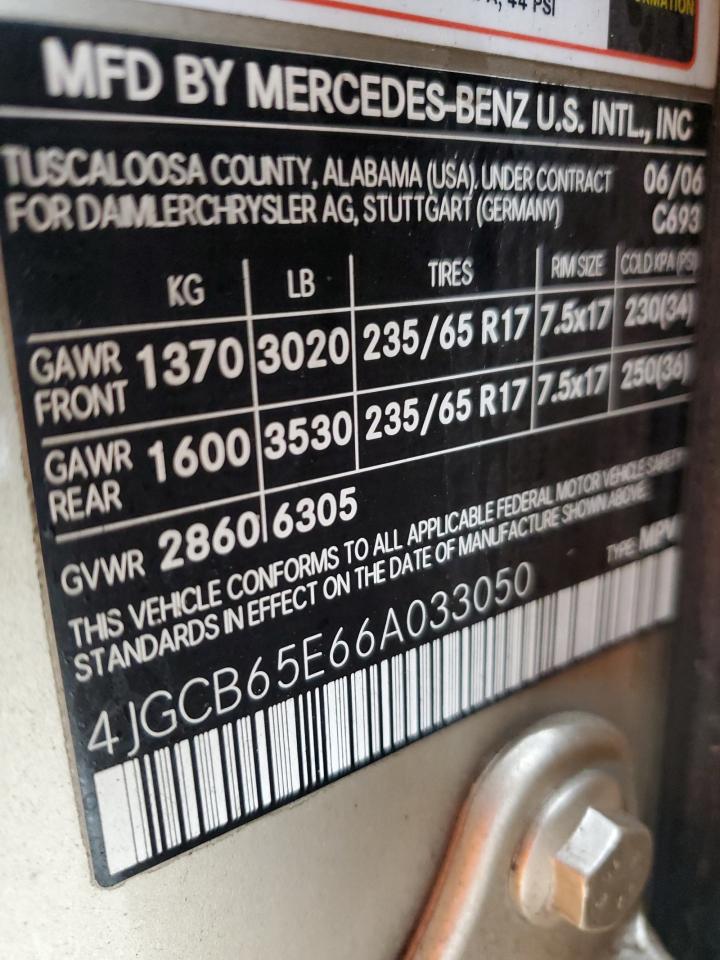 44 PSI
MFD BY MERCEDES-BENZ U.S. INTL., INC
TUSCALOOSA COUNTY, ALABAMA (USA), UNDER CONTRACT 06/06
FOR DAIMLERCHRYSLER AG, STUTTGART (GERMANY) C693
KG LB TIRES RIM SIZE COLD KPA (PSI)
GAWR FRONT 1370 3020 235/65 R17 7.5x17 230(34)
GAWR REAR 1600 3530 235/65 R17 7.5x17 250(36)
GVWR 2860 6305
THIS VEHICLE CONFORMS TO ALL APPLICABLE FEDERAL MOTOR VEHICLE SAFETY
STANDARDS IN EFFECT ON THE DATE OF MANUFACTURE SHOWN ABOVE.
TYPE: MPV
4JGCB65E66A033050